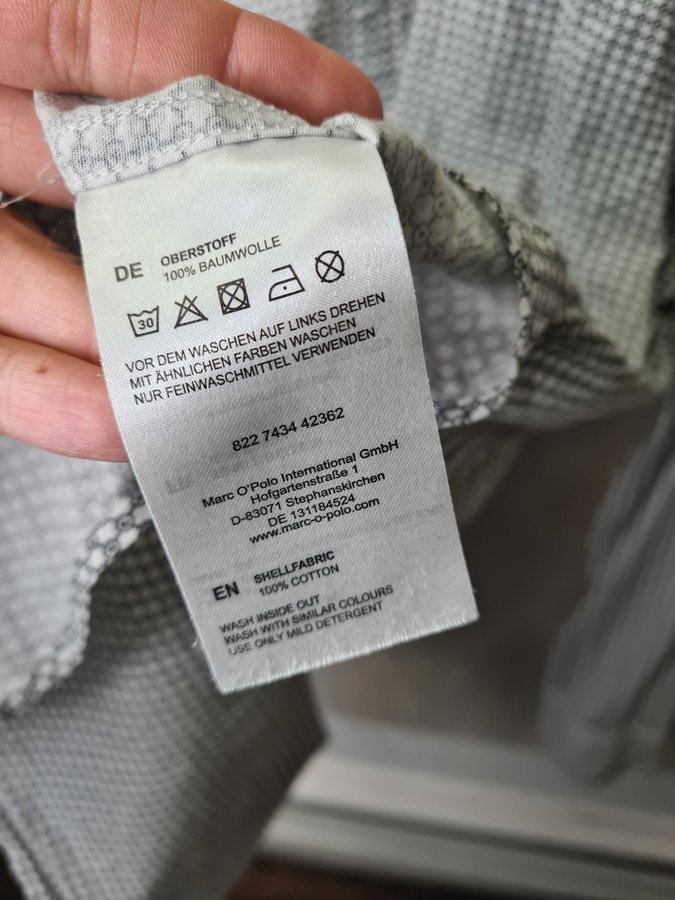 DE OBERSTOFF
100% BAUMWOLLE
30
VOR DEM WASCHEN AUF LINKS DREHEN
MIT ÄHNLICHEN FARBEN WASCHEN
NUR FEINWASCHMITTEL VERWENDEN
822 7434 42362
Marc O'Polo International GmbH
Hofgartenstraße 1
D-83071 Stephanskirchen
DE 131184524
www.marc-o-polo.com
EN SHELLFABRIC
100% COTTON
WASH INSIDE OUT
WASH WITH SIMILAR COLOURS
USE ONLY MILD DETERGENT